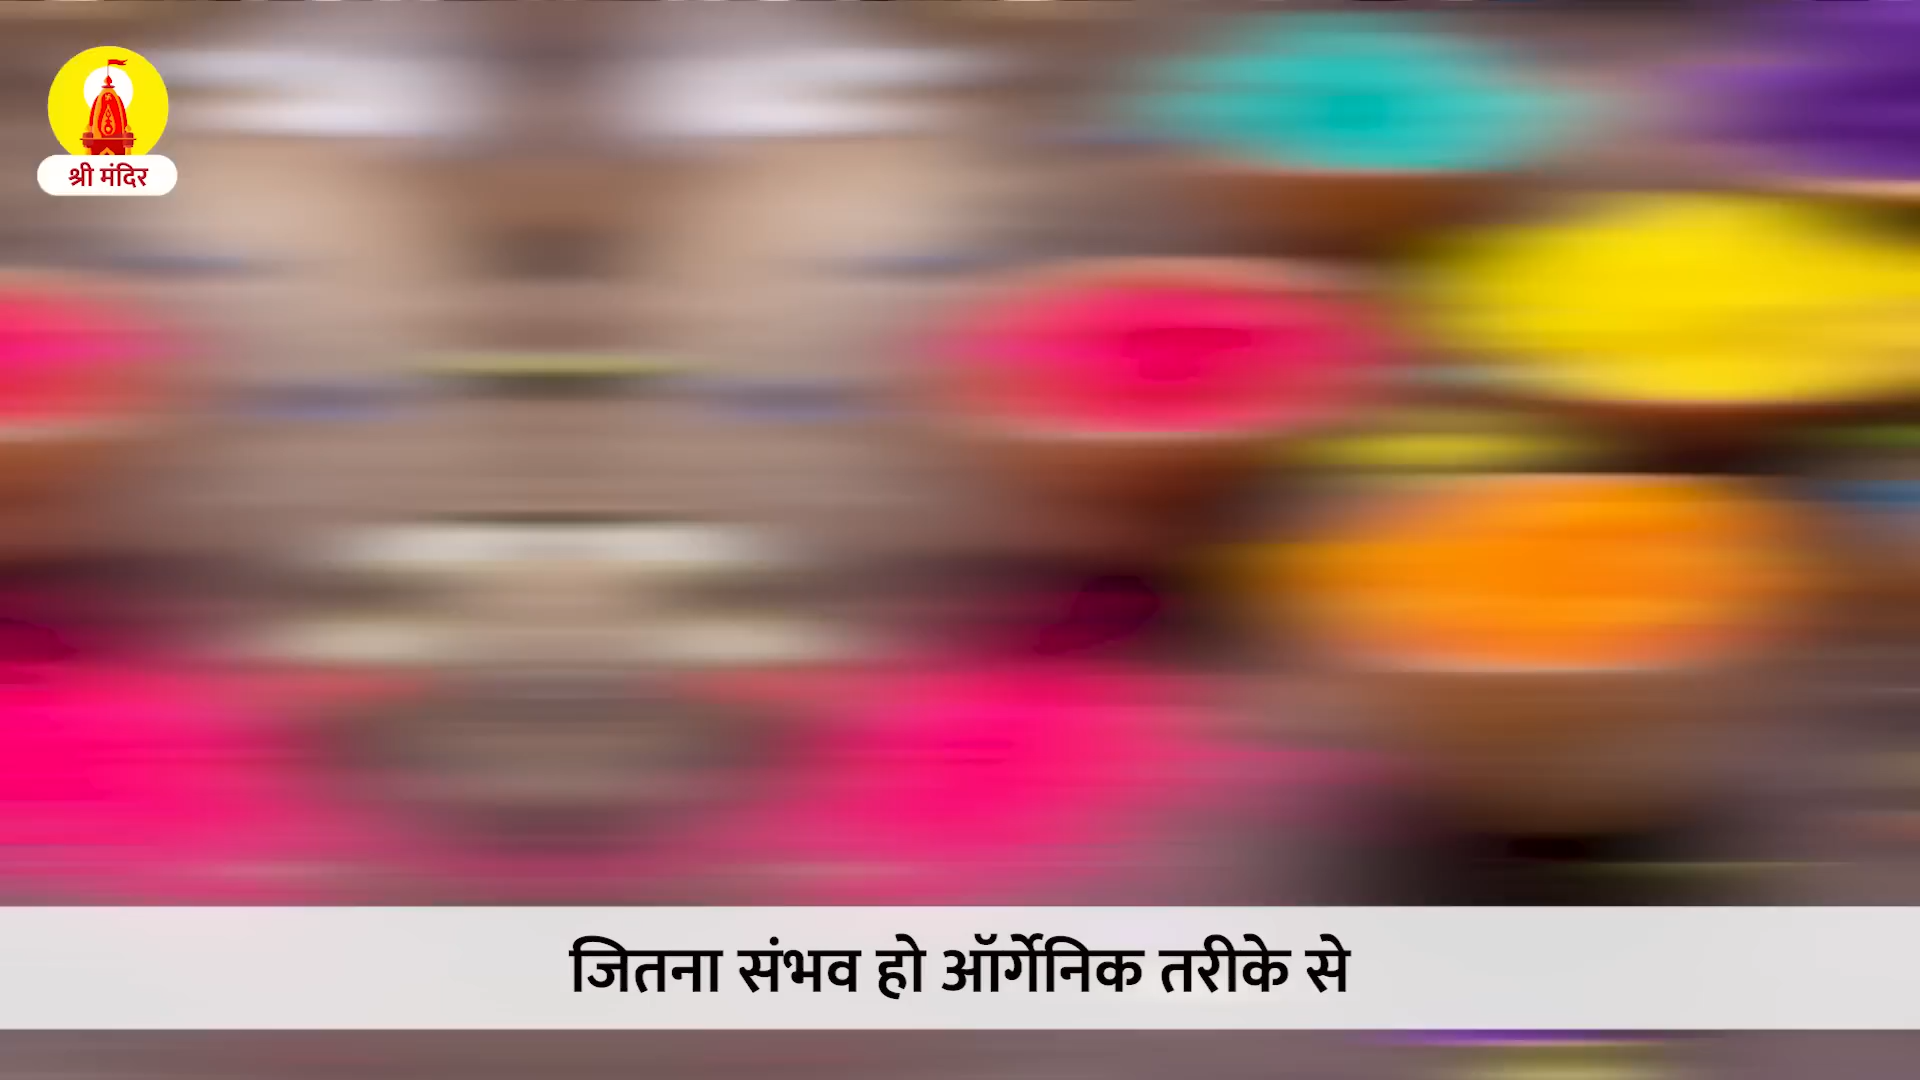 श्री मंदिर
जितना संभव हो ऑर्गेनिक तरीके से